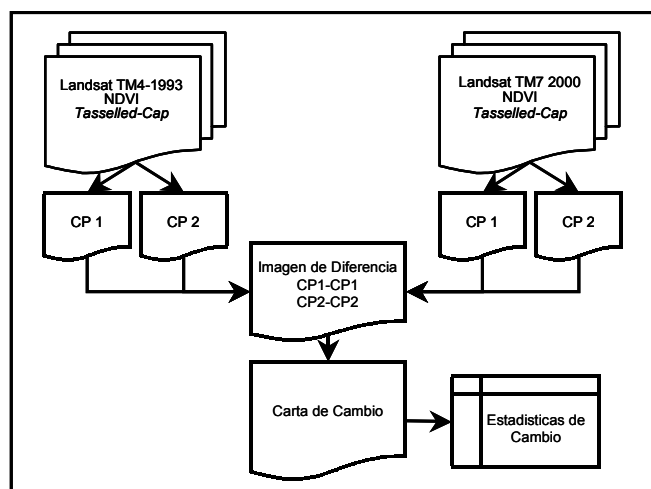 Landsat TM4-1993
NDVI
Tasselled-Cap
Landsat TM7 2000
NDVI
Tasselled-Cap
CP 1
CP 2
CP 1
CP 2
Imagen de Diferencia
CP1-CP1
CP2-CP2
Carta de Cambio
Estadisticas de
Cambio